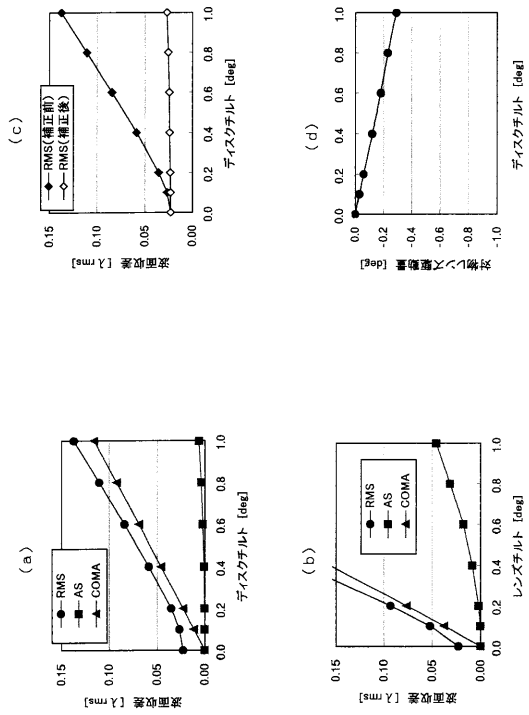 (a)
RMS
AS
COMA
0.15
0.10
0.05
0.00
波面収差 [λrms]
0.0 0.2 0.4 0.6 0.8 1.0
ディスクチルト [deg]
(b)
RMS
AS
COMA
0.15
0.10
0.05
0.00
波面収差 [λrms]
0.0 0.2 0.4 0.6 0.8 1.0
レンズチルト [deg]
(c)
RMS(補正前)
RMS(補正後)
0.15
0.10
0.05
0.00
波面収差 [λrms]
0.0 0.2 0.4 0.6 0.8 1.0
ディスクチルト [deg]
(d)
0.0
-0.2
-0.4
-0.6
-0.8
-1.0
対物レンズ駆動量 [deg]
0.0 0.2 0.4 0.6 0.8 1.0
ディスクチルト [deg]